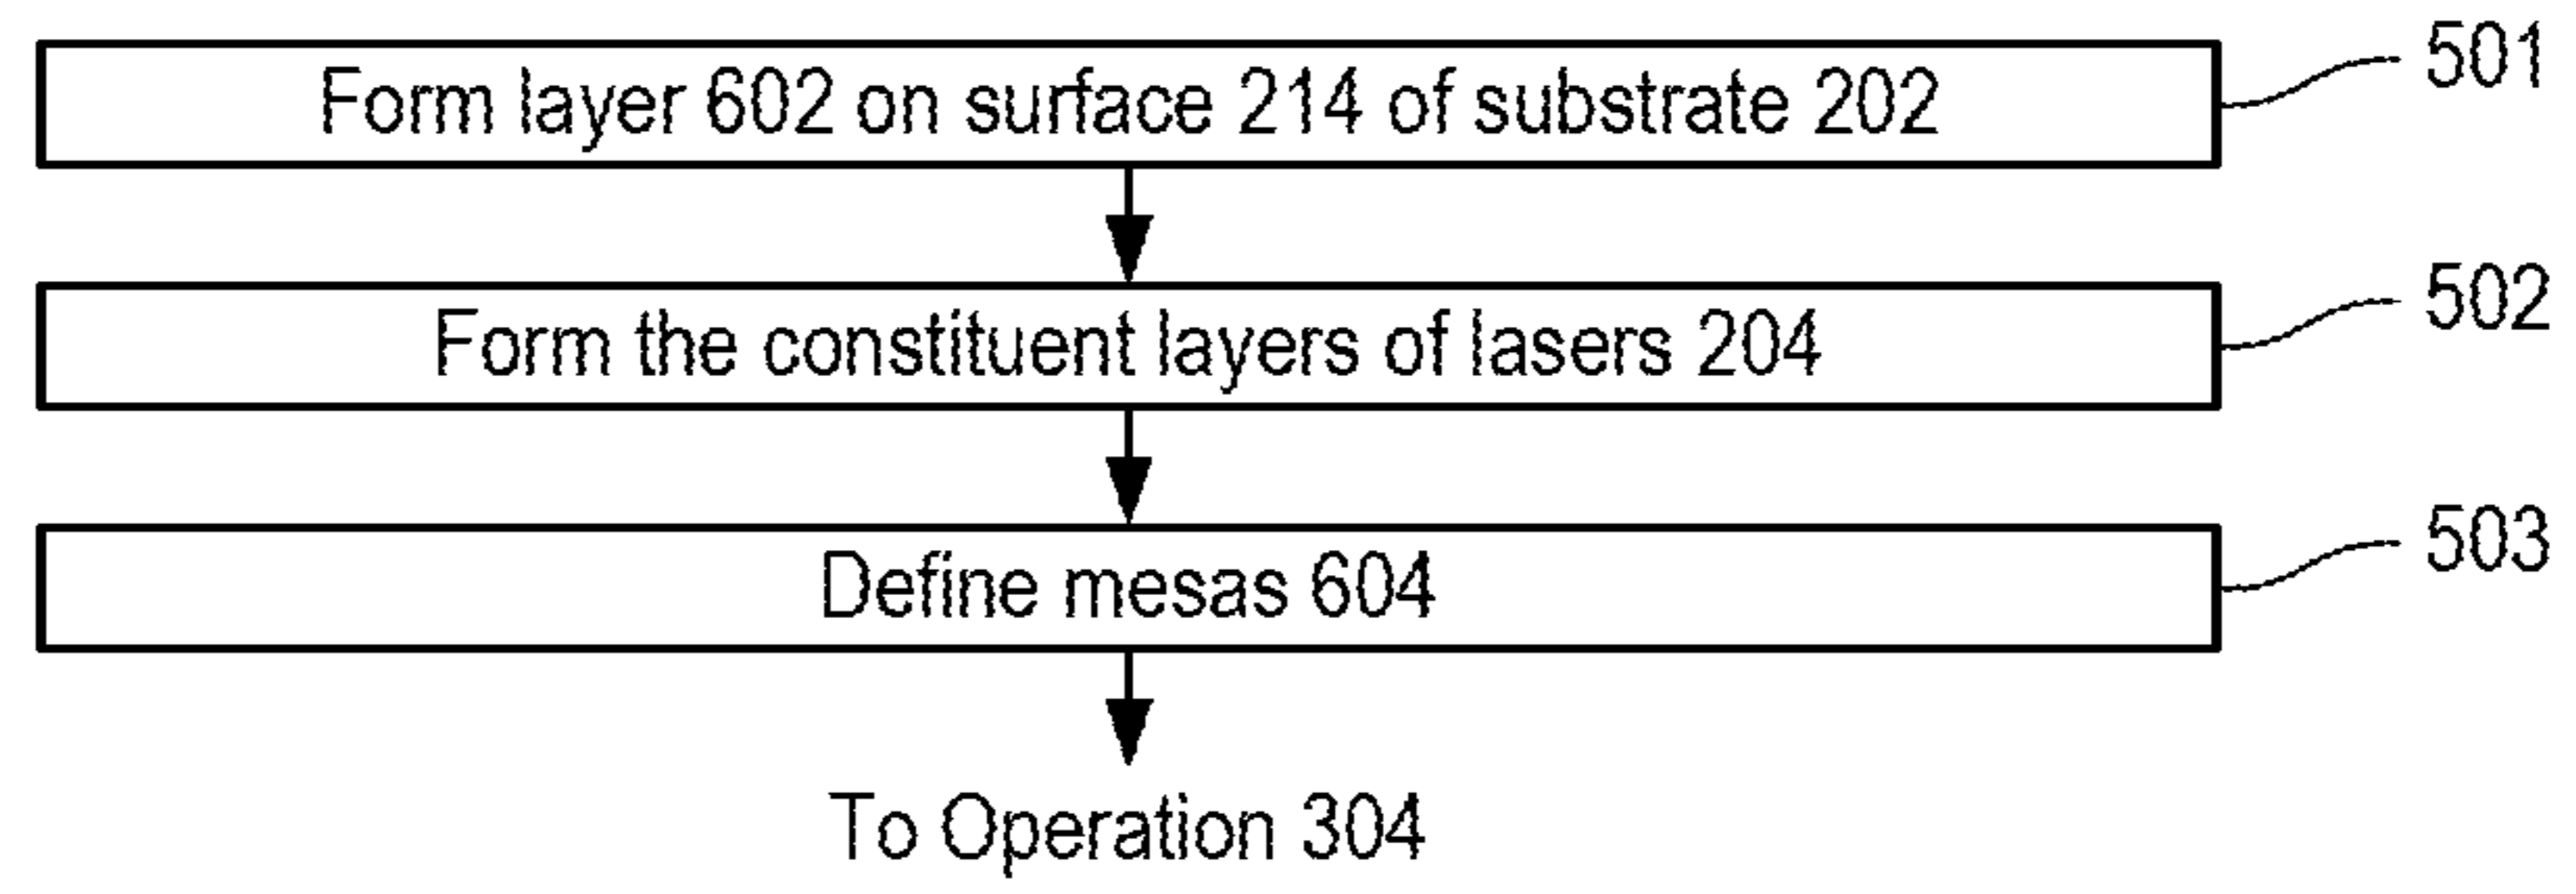 Form layer 602 on surface 214 of substrate 202
501
Form the constituent layers of lasers 204
502
Define mesas 604
503
To Operation 304